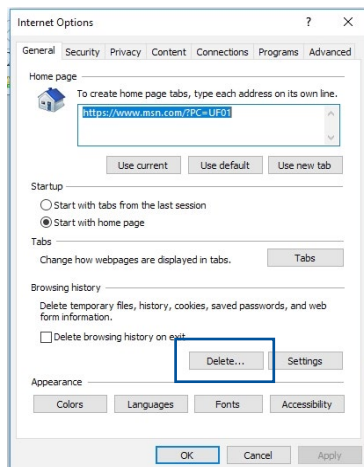 Internet Options ? X
General Security Privacy Content Connections Programs Advanced
Home page
To create home page tabs, type each address on its own line.
https://www.msn.com/?PC=UF01
Use current Use default Use new tab
Startup
Start with tabs from the last session
Start with home page
Tabs
Change how webpages are displayed in tabs. Tabs
Browsing history
Delete temporary files, history, cookies, saved passwords, and web
form information.
Delete browsing history on exit
Delete... Settings
Appearance
Colors Languages Fonts Accessibility
OK Cancel Apply